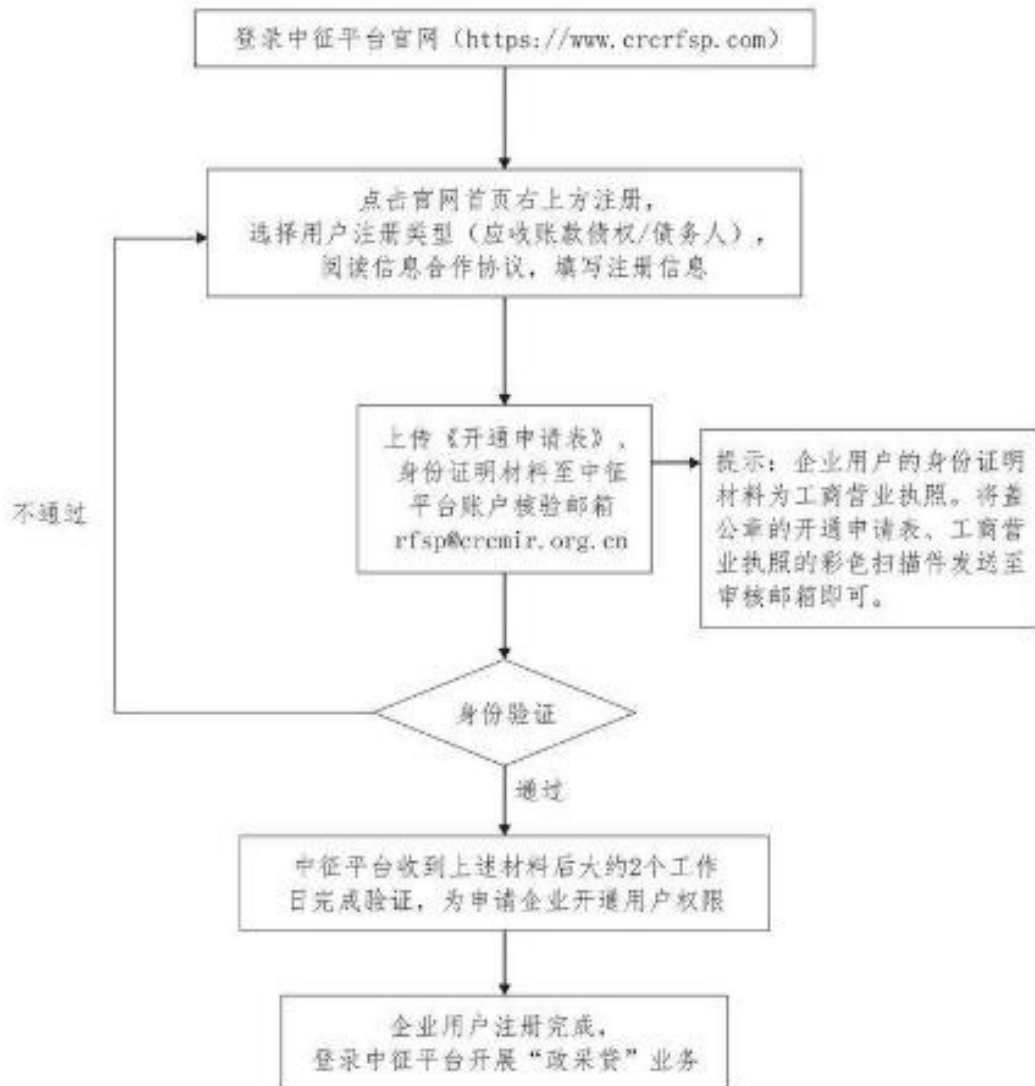 登录中征平台官网（https://www.crcrfsp.com）
点击官网首页右上方注册，
选择用户注册类型（应收账款债权/债务人），
阅读信息合作协议，填写注册信息
上传《开通申请表》、
身份证明材料至中征
平台账户核验邮箱
rfsp@crcmir.org.cn
提示：企业用户的身份证明
材料为工商营业执照。将盖
公章的开通申请表、工商营
业执照的彩色扫描件发送至
审核邮箱即可。
不通过
身份验证
通过
中征平台收到上述材料后大约2个工作
日完成验证，为申请企业开通用户权限
企业用户注册完成，
登录中征平台开展“政采贷”业务